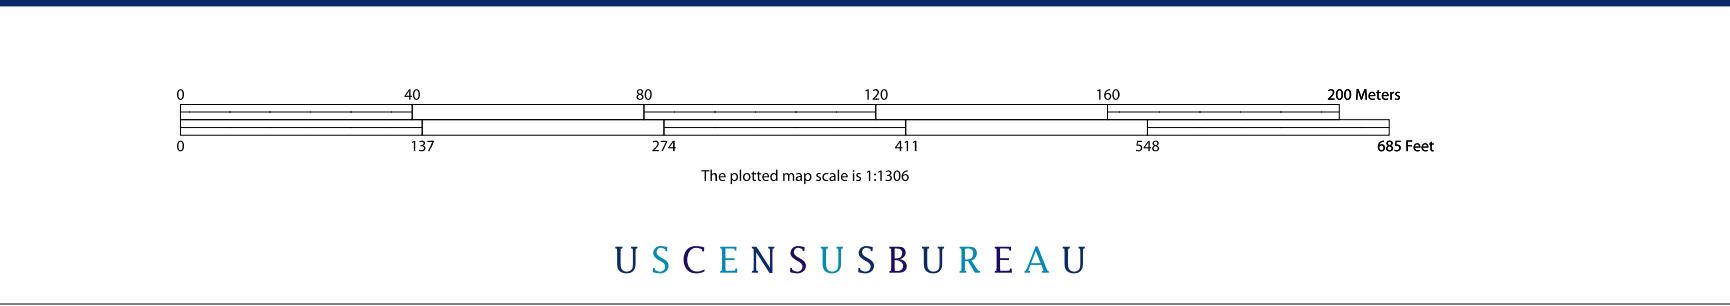 0 40 80 120 160 200 Meters
0 137 274 411 548 685 Feet
The plotted map scale is 1:1306
USCENSUSBUREAU